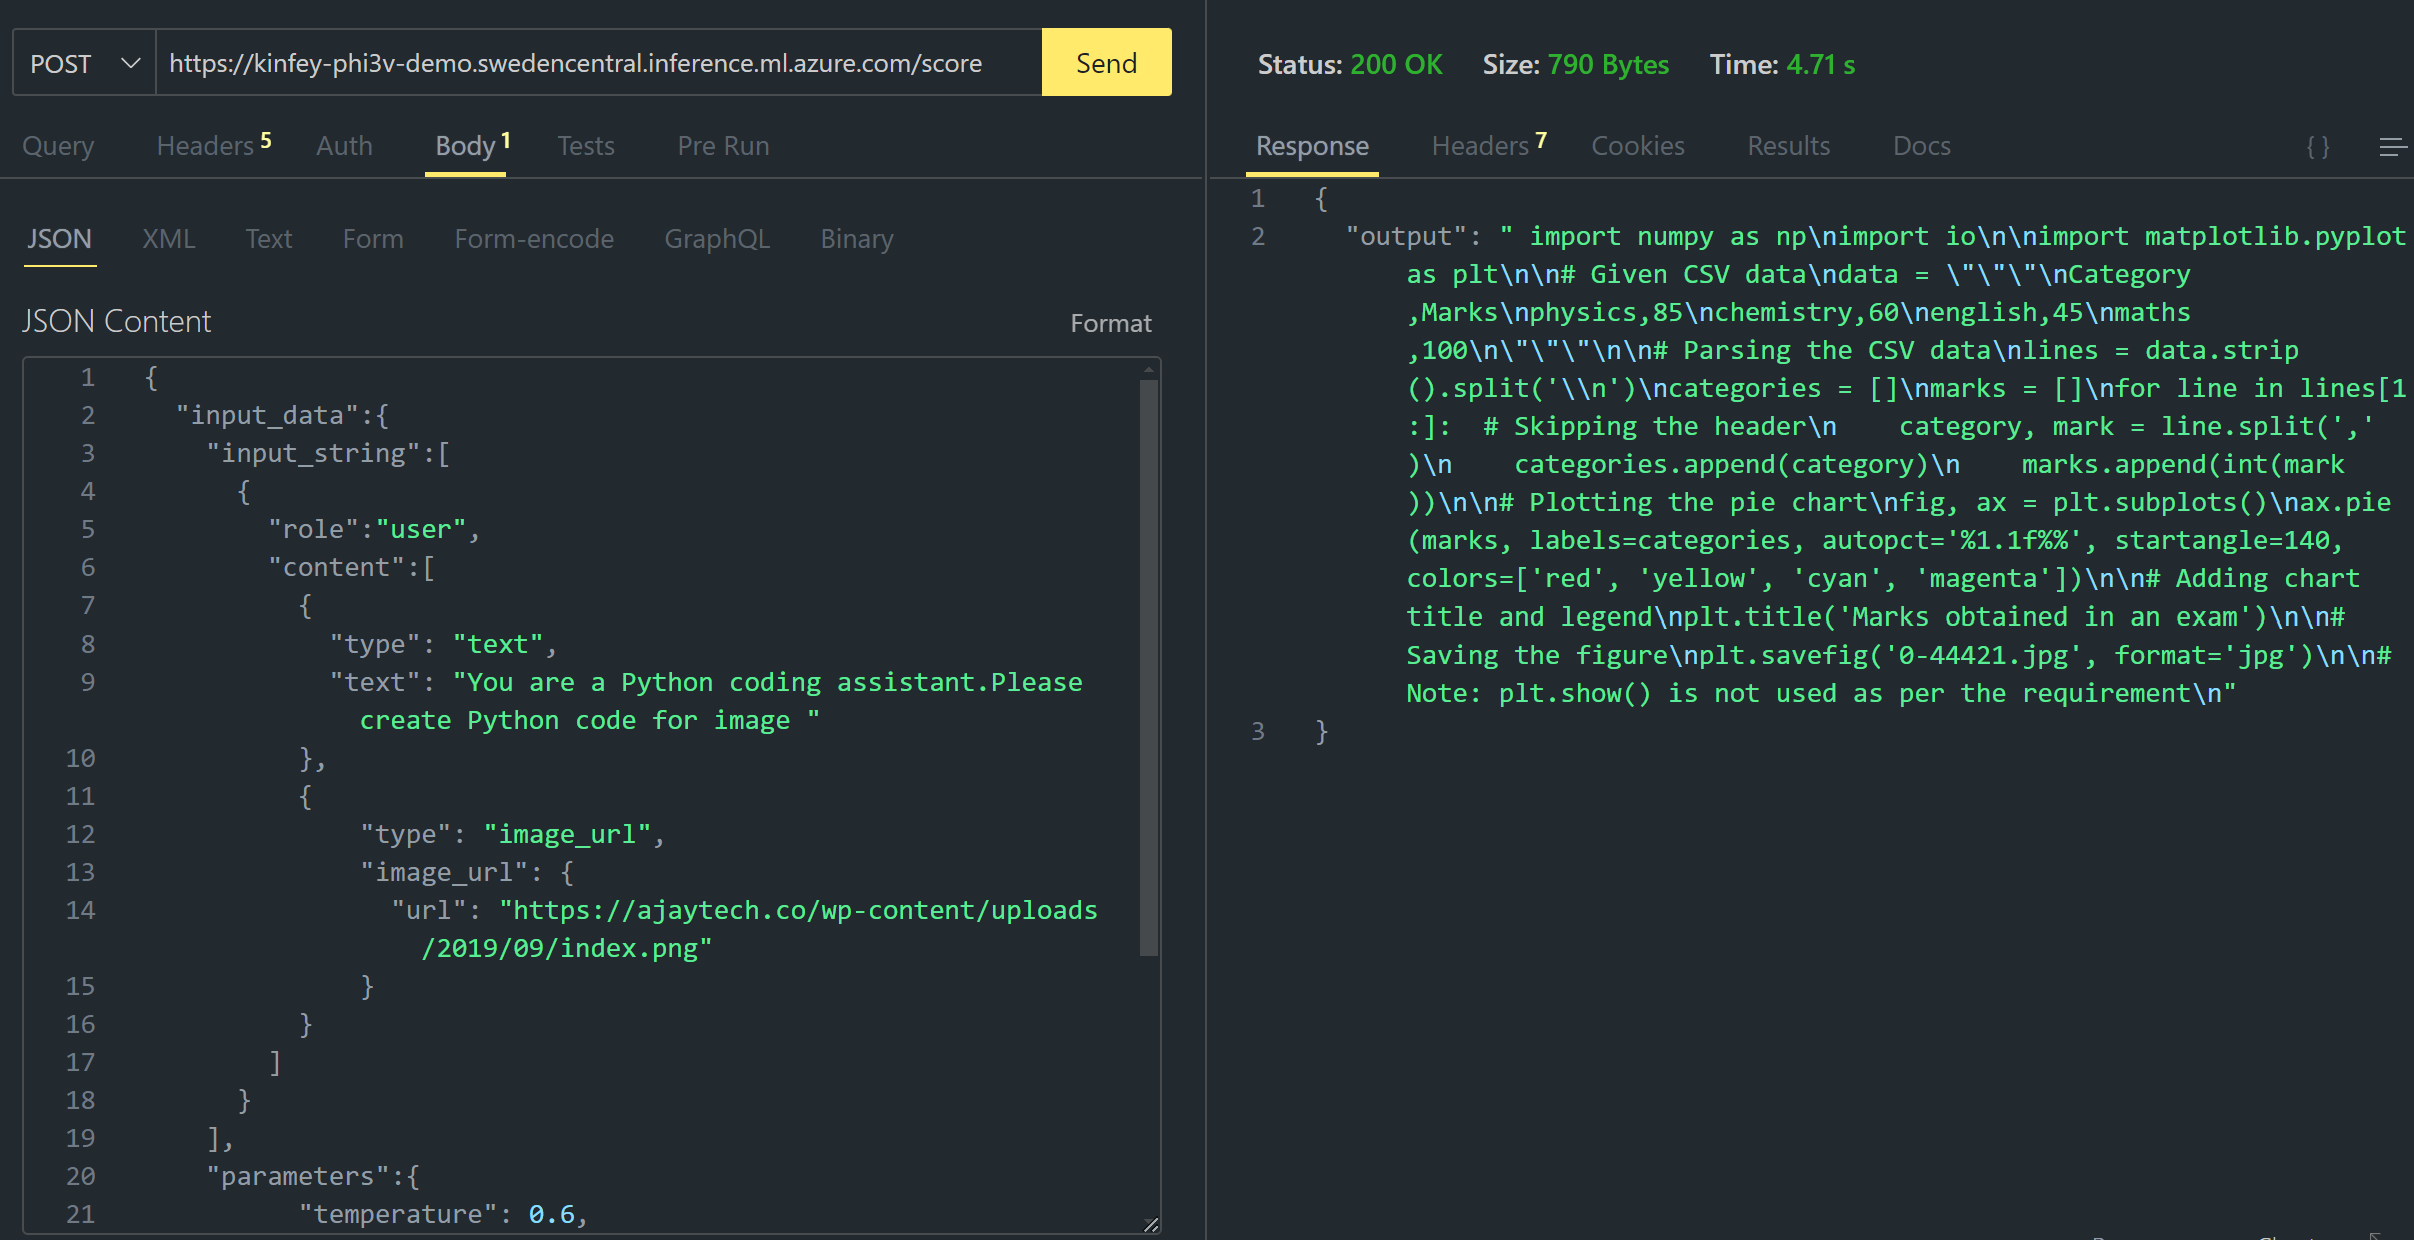 POST https://kinfey-phi3v-demo.swedencentral.inference.ml.azure.com/score Send
Query Headers 5 Auth Body 1 Tests Pre Run
JSON XML Text Form Form-encode GraphQL Binary
JSON Content Format
1 {
2 "input_data":{
3 "input_string":[
4 {
5 "role":"user",
6 "content":[
7 {
8 "type": "text",
9 "text": "You are a Python coding assistant.Please
create Python code for image "
10 },
11 {
12 "type": "image_url",
13 "image_url": {
14 "url": "https://ajaytech.co/wp-content/uploads
/2019/09/index.png"
15 }
16 }
17 ]
18 }
19 ],
20 "parameters":{
21 "temperature": 0.6,
Status: 200 OK Size: 790 Bytes Time: 4.71 s
Response Headers 7 Cookies Results Docs { }
1 {
2 "output": " import numpy as np\nimport io\n\nimport matplotlib.pyplot
as plt\n\n# Given CSV data\ndata = \"\"\"\nCategory
,Marks\nphysics,85\nchemistry,60\nenglish,45\nmaths
,100\n\"\"\"\n\n# Parsing the CSV data\nlines = data.strip
().split('\\n')\ncategories = []\nmarks = []\nfor line in lines[1
:]:  # Skipping the header\n    category, mark = line.split(','
)\n    categories.append(category)\n    marks.append(int(mark
))\n\n# Plotting the pie chart\nfig, ax = plt.subplots()\nax.pie
(marks, labels=categories, autopct='%1.1f%%', startangle=140,
colors=['red', 'yellow', 'cyan', 'magenta'])\n\n# Adding chart
title and legend\nplt.title('Marks obtained in an exam')\n\n#
Saving the figure\nplt.savefig('0-44421.jpg', format='jpg')\n\n#
Note: plt.show() is not used as per the requirement\n"
3 }